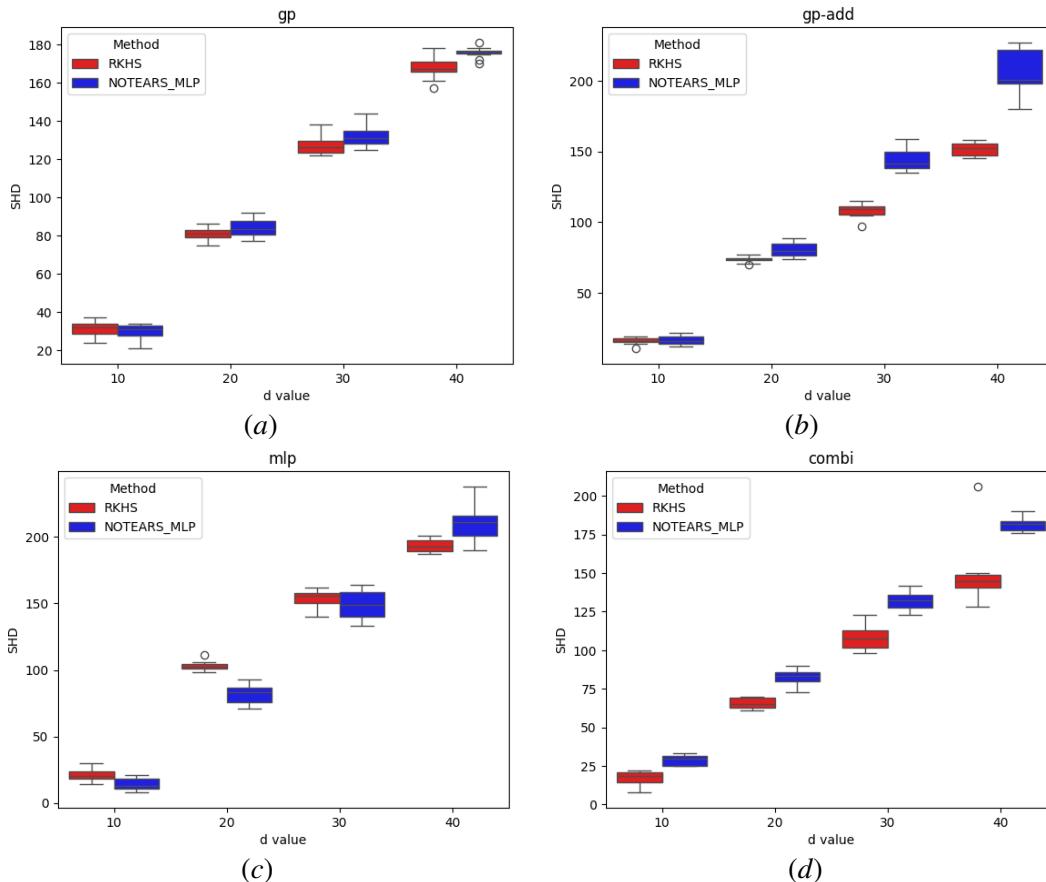 gp
Method
RKHS
NOTEARS_MLP
SHD
180
160
140
120
100
80
60
40
20
10 20 30 40
d value
(a)
gp-add
Method
RKHS
NOTEARS_MLP
SHD
200
150
100
50
10 20 30 40
d value
(b)
mlp
Method
RKHS
NOTEARS_MLP
SHD
200
150
100
50
0
10 20 30 40
d value
(c)
combi
Method
RKHS
NOTEARS_MLP
SHD
200
175
150
125
100
75
50
25
0
10 20 30 40
d value
(d)